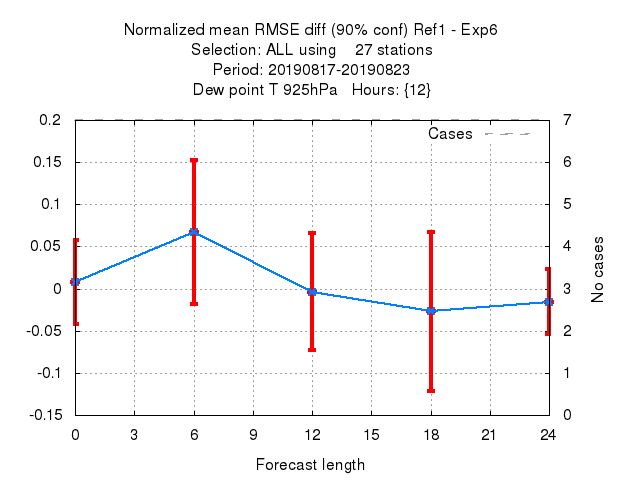 Normalized mean RMSE diff (90% conf) Ref1 - Exp6
Selection: ALL using    27 stations
Period: 20190817-20190823
Dew point T 925hPa   Hours: {12}
0.2
0.15
0.1
0.05
0
-0.05
-0.1
-0.15
Cases
7
6
5
4
3
2
1
0
No cases
0 3 6 9 12 15 18 21 24
Forecast length